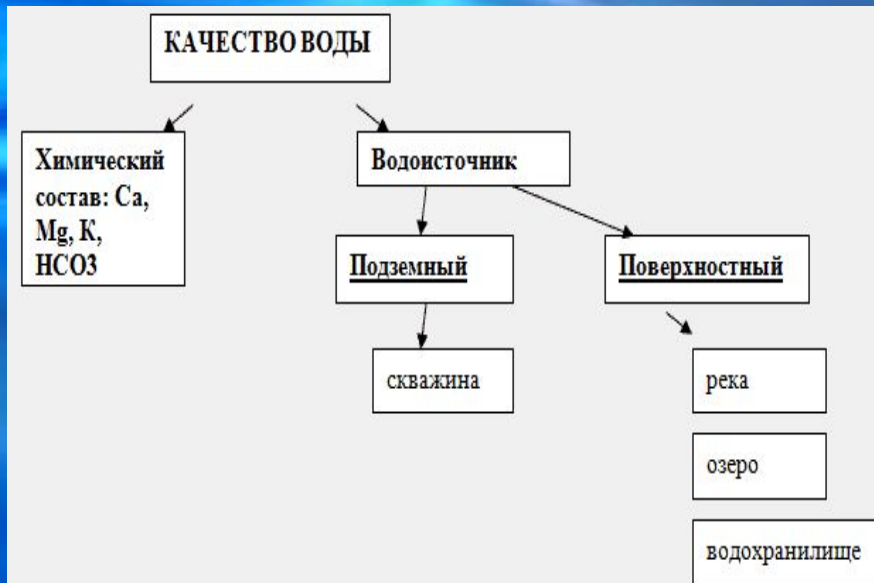 КАЧЕСТВО ВОДЫ
Химический
состав: Ca,
Mg, К,
HCO3
Водоисточник
Подземный
Поверхностный
скважина
река
озеро
водохранилище